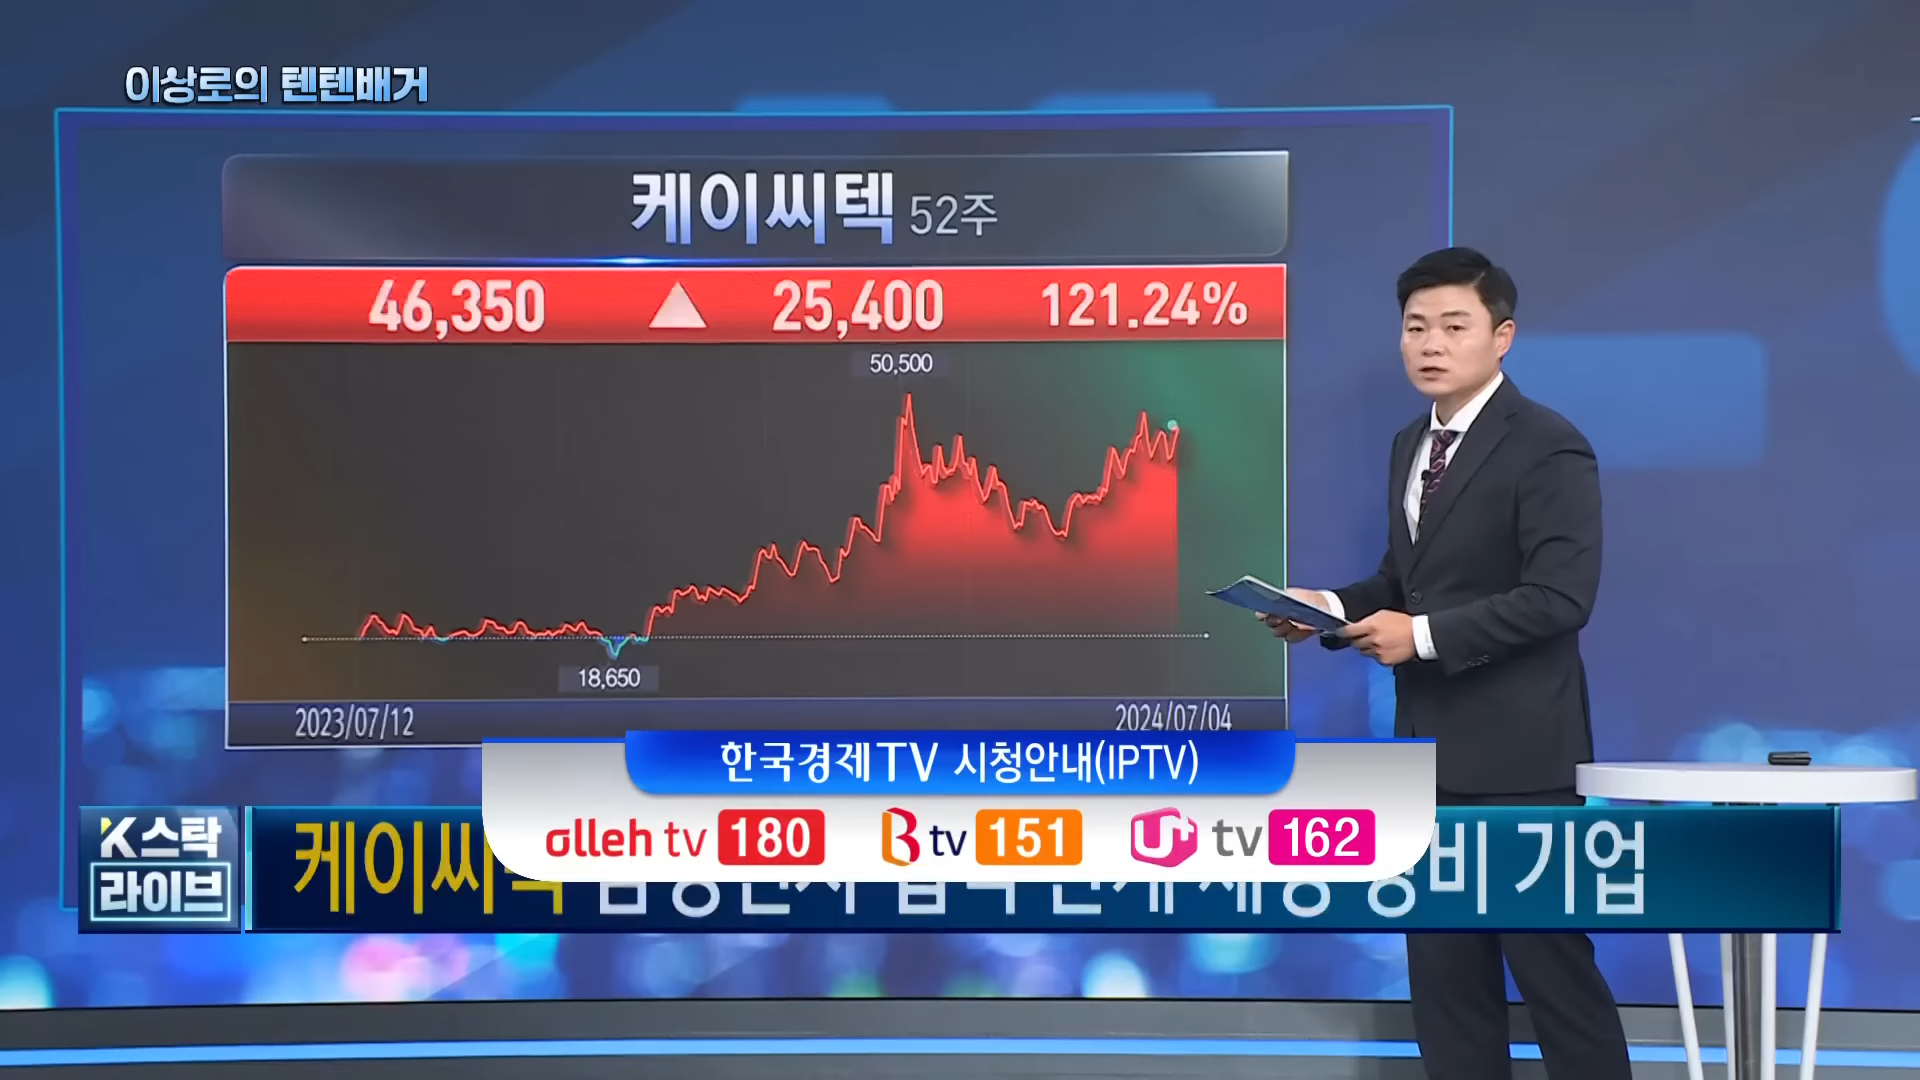 이상로의 텐텐배거
케이씨텍 52주
46,350 ▲ 25,400 121.24%
50,500
18,650
2023/07/12 2024/07/04
한국경제TV 시청안내(IPTV)
olleh tv 180 B tv 151 U+ tv 162
K스탁
라이브
케이씨텍 기업